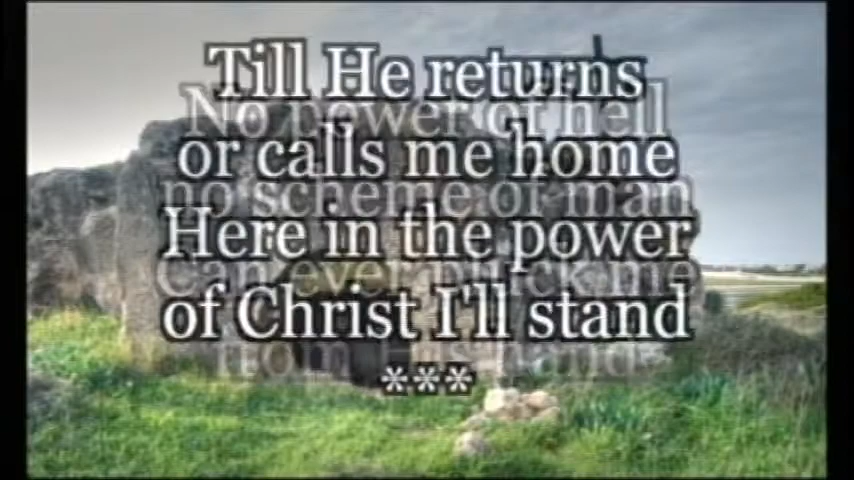 Till He returns
No power of hell
or calls me home
no scheme of man
Here in the power
Can ever pluck me
of Christ I'll stand
from His hand
***